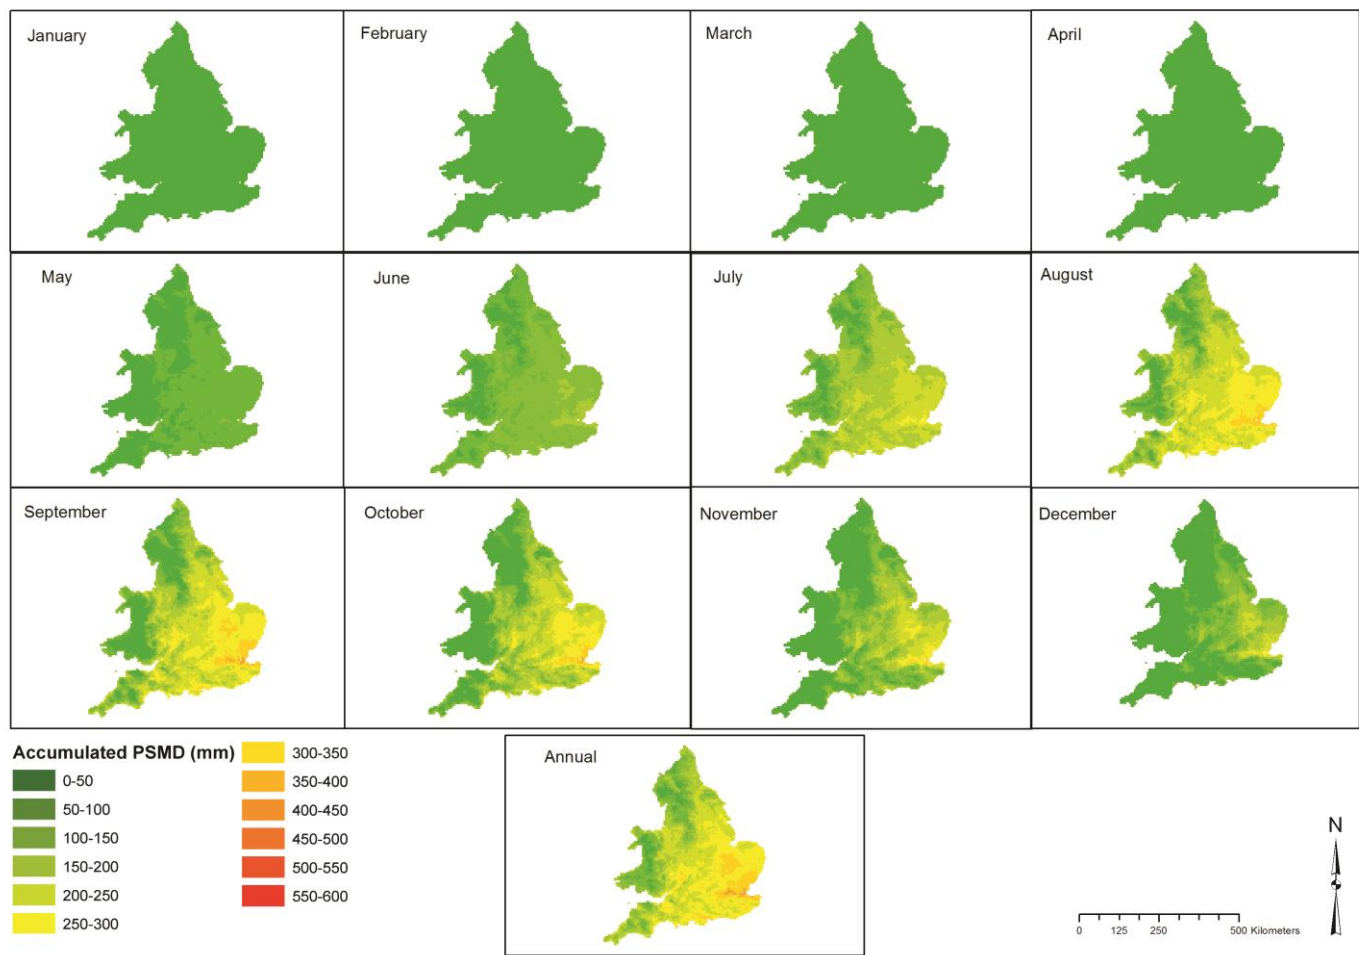 January
February
March
April
May
June
July
August
September
October
November
December
Accumulated PSMD (mm)
0-50
50-100
100-150
150-200
200-250
250-300
300-350
350-400
400-450
450-500
500-550
550-600
Annual
N
0 125 250 500 Kilometers